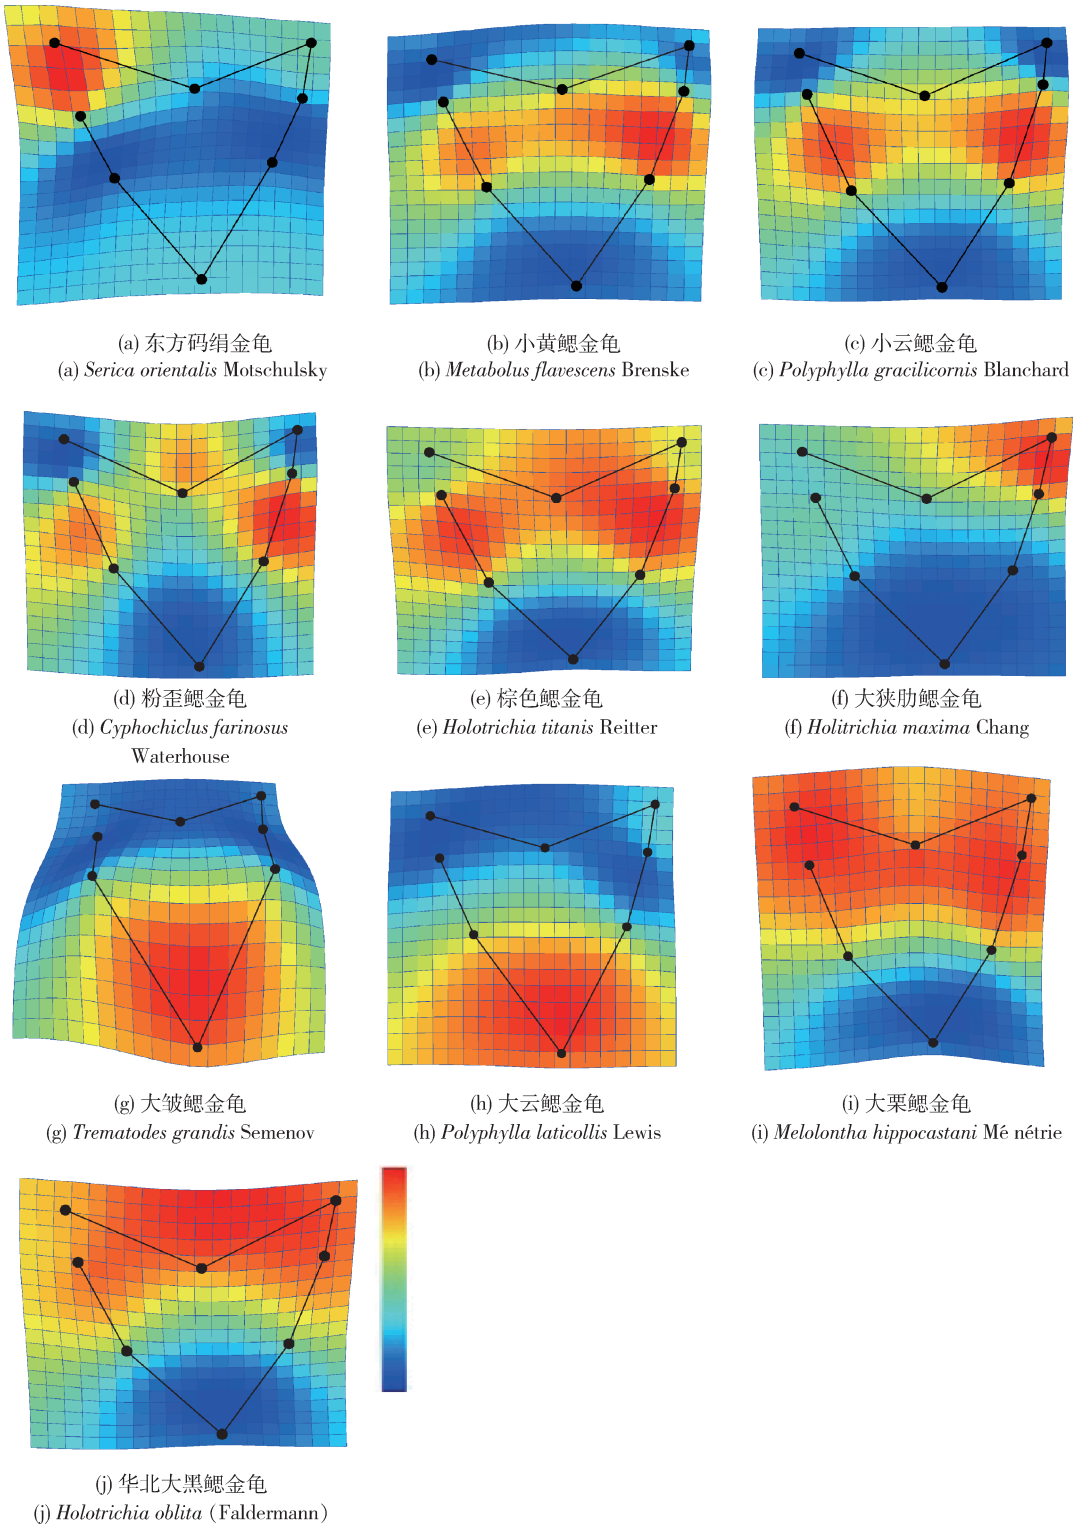 (a) 东方码绢金龟
(a) Serica orientalis Motschulsky
(b) 小黄鳃金龟
(b) Metabolus flavescens Brenske
(c) 小云鳃金龟
(c) Polyphylla gracilicornis Blanchard
(d) 粉歪鳃金龟
(d) Cyphochiclus farinosus
Waterhouse
(e) 棕色鳃金龟
(e) Holotrichia titanis Reitter
(f) 大狭肋鳃金龟
(f) Holitrichia maxima Chang
(g) 大皱鳃金龟
(g) Trematodes grandis Semenov
(h) 大云鳃金龟
(h) Polyphylla laticollis Lewis
(i) 大栗鳃金龟
(i) Melolontha hippocastani Mé nétrie
(j) 华北大黑鳃金龟
(j) Holotrichia oblita (Faldermann)